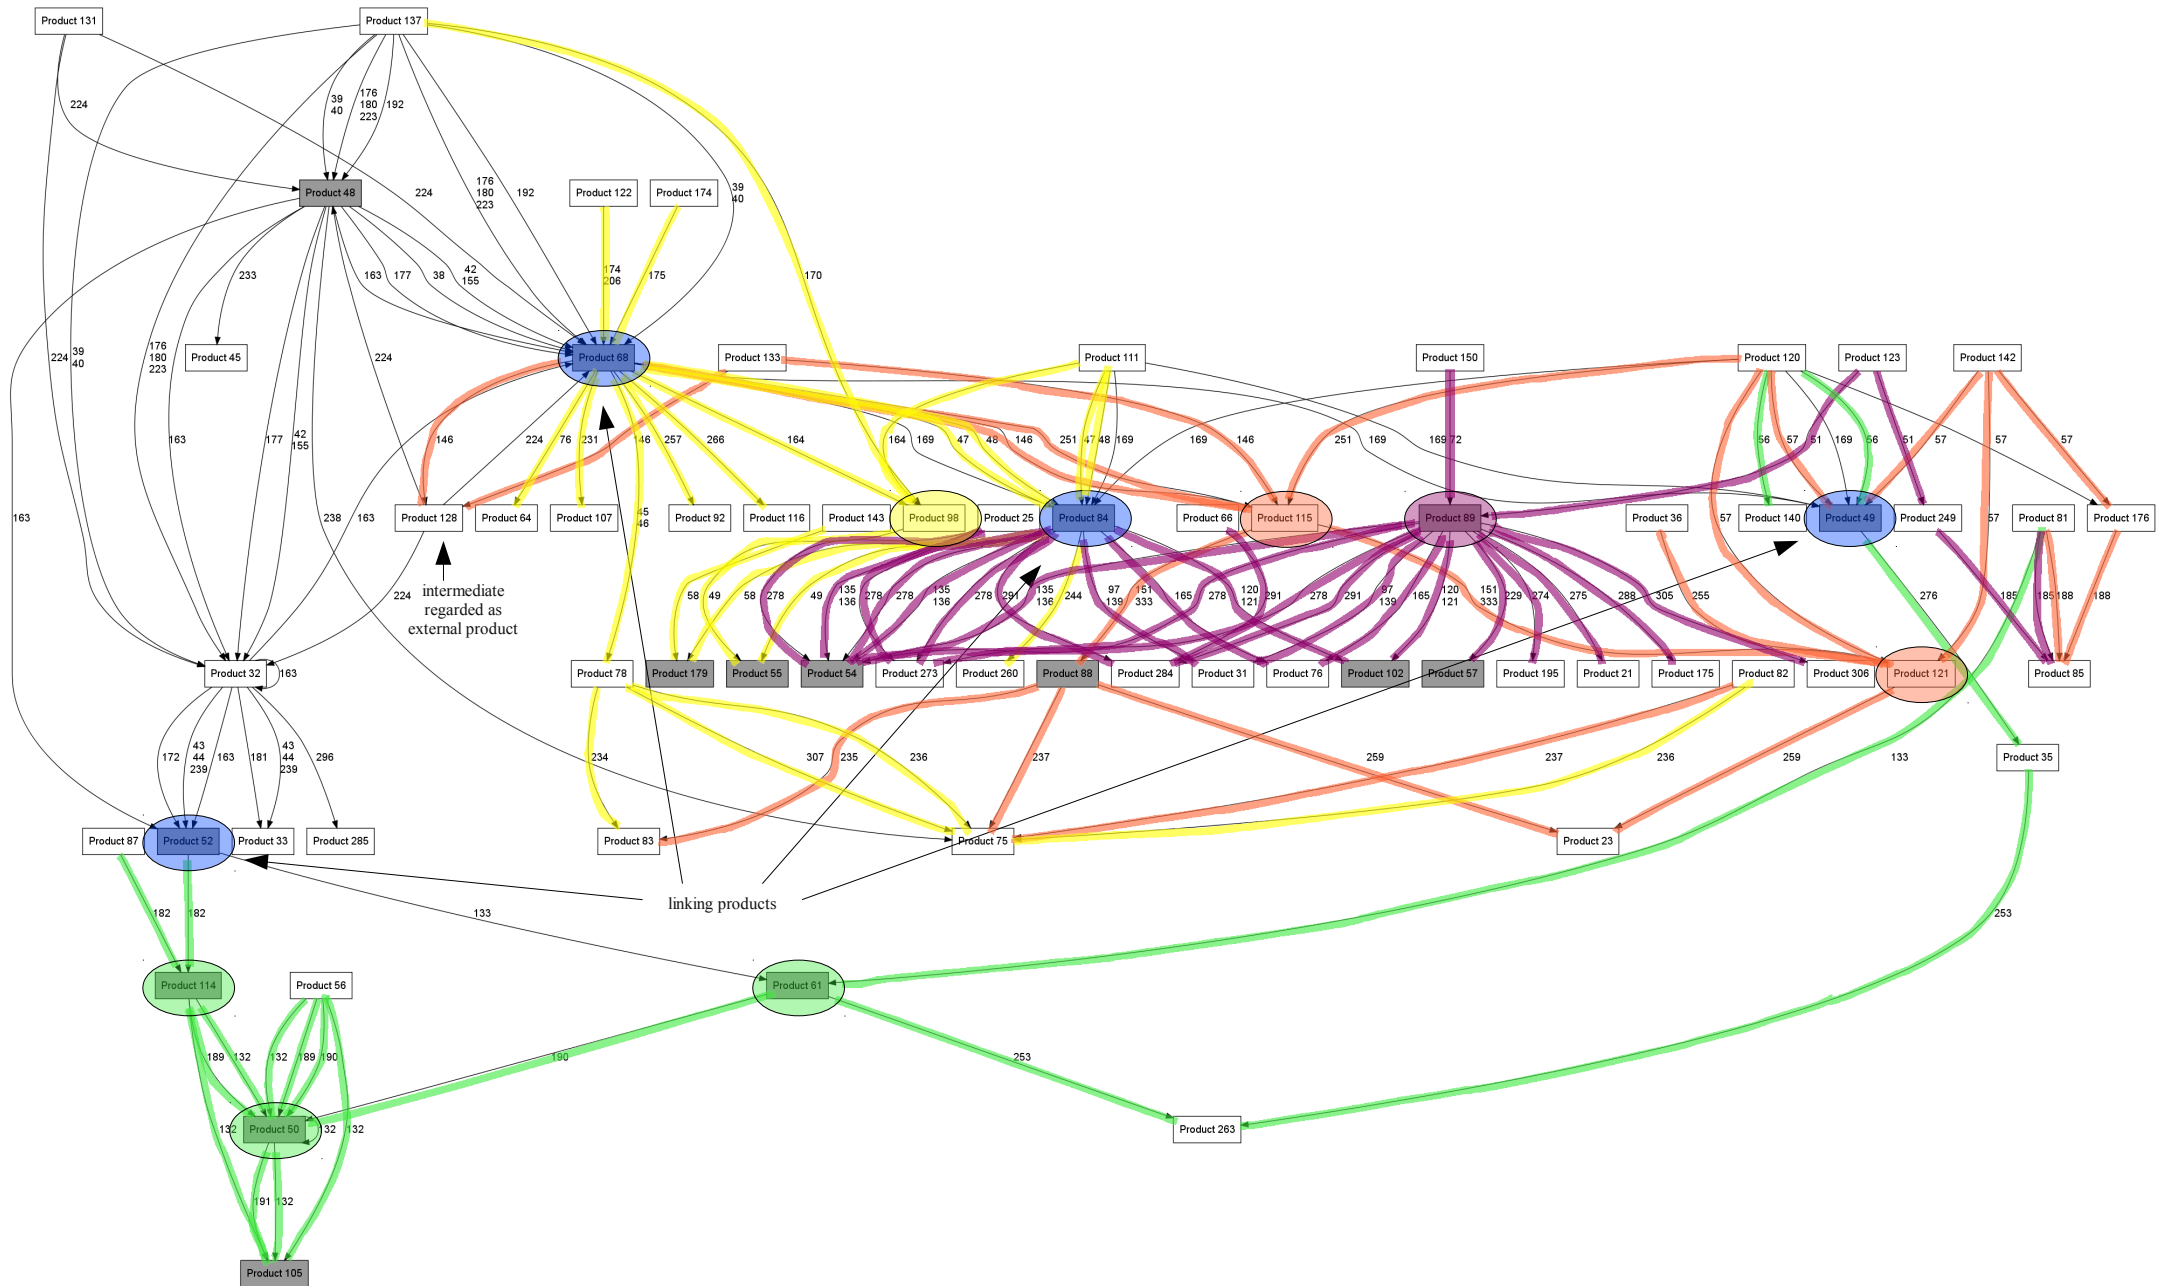 Product 131
Product 137
224
39
40
176
180
223
192
Product 48
224
176
180
223
192
Product 122
Product 174
39
40
233
163
177
38
42
155
174
206
175
170
224
39
40
176
180
223
Product 45
224
Product 68
Product 133
Product 111
Product 150
Product 120
Product 123
Product 142
163
177
42
155
146
224
76
231
146
257
266
164
164
169
47
48
146
251
47
48
169
146
251
169
169
169
72
51
56
57
169
56
51
57
57
163
238
163
Product 128
Product 64
Product 107
45
46
Product 92
Product 116
Product 143
Product 98
Product 25
Product 84
Product 66
Product 115
Product 89
Product 36
57
Product 140
Product 49
Product 249
57
Product 81
Product 176
intermediate
regarded as
external product
224
58
49
58
278
49
135
136
278
278
135
136
278
291
135
136
244
97
139
151
333
165
278
120
121
291
278
291
97
139
165
120
121
151
333
229
274
275
288
305
255
276
185
185
188
188
Product 32
163
Product 78
Product 179
Product 55
Product 54
Product 273
Product 260
Product 88
Product 284
Product 31
Product 76
Product 102
Product 57
Product 195
Product 21
Product 175
Product 82
Product 306
Product 121
Product 85
172
43
44
239
163
181
43
44
239
296
234
307
235
236
237
259
237
236
259
133
Product 35
Product 87
Product 52
Product 33
Product 285
Product 83
Product 75
Product 23
linking products
182
182
133
253
Product 114
Product 56
Product 61
189
132
132
189
190
190
253
132
Product 50
132
132
Product 263
191
132
Product 105